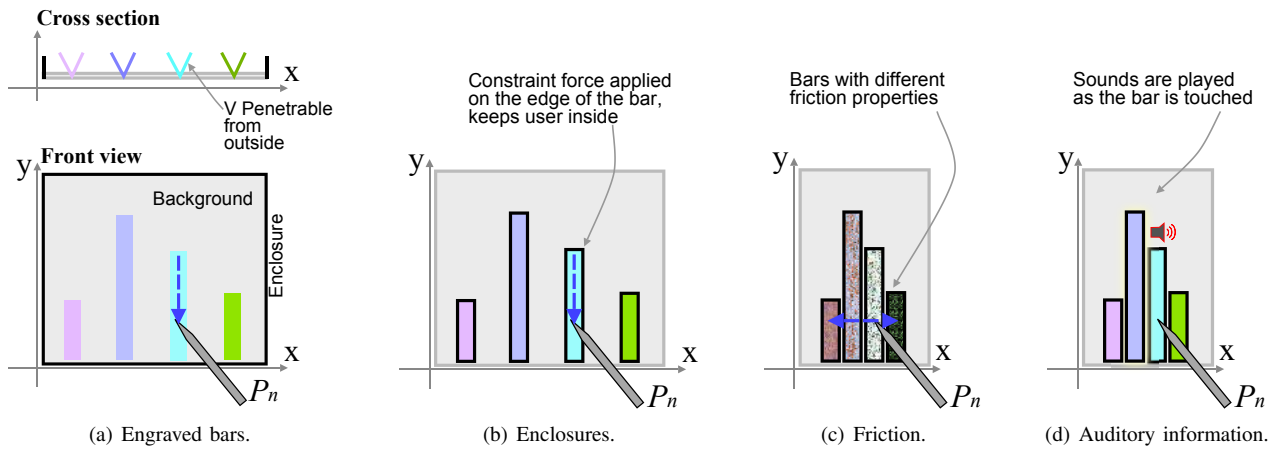 Cross section
x
V Penetrable
from
outside
Front view
y
Background
Enclosure
x
Pn
(a) Engraved bars.
Constraint force applied
on the edge of the bar,
keeps user inside
y
x
Pn
(b) Enclosures.
Bars with different
friction properties
y
x
Pn
(c) Friction.
Sounds are played
as the bar is touched
y
x
Pn
(d) Auditory information.